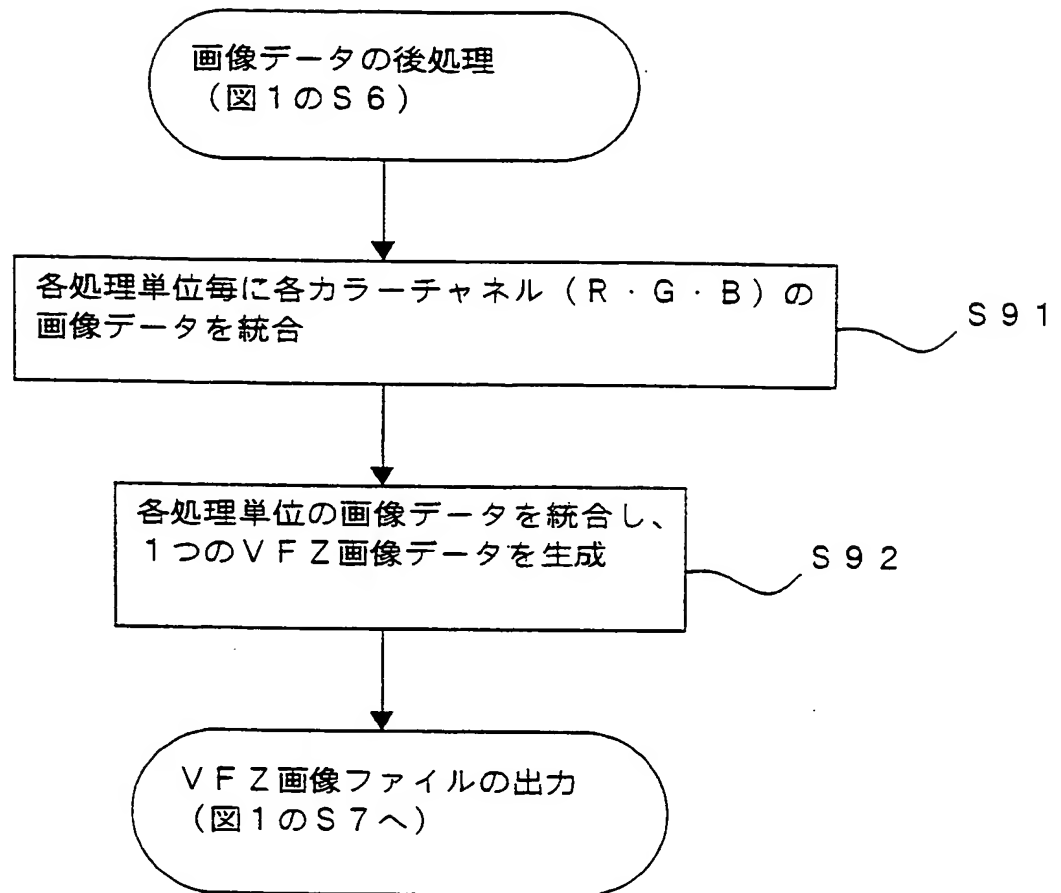 画像データの後処理
（図１のＳ６）
各処理単位毎に各カラーチャネル（Ｒ・Ｇ・Ｂ）の
画像データを統合
Ｓ９１
各処理単位の画像データを統合し、
１つのＶＦＺ画像データを生成
Ｓ９２
ＶＦＺ画像ファイルの出力
（図１のＳ７へ）